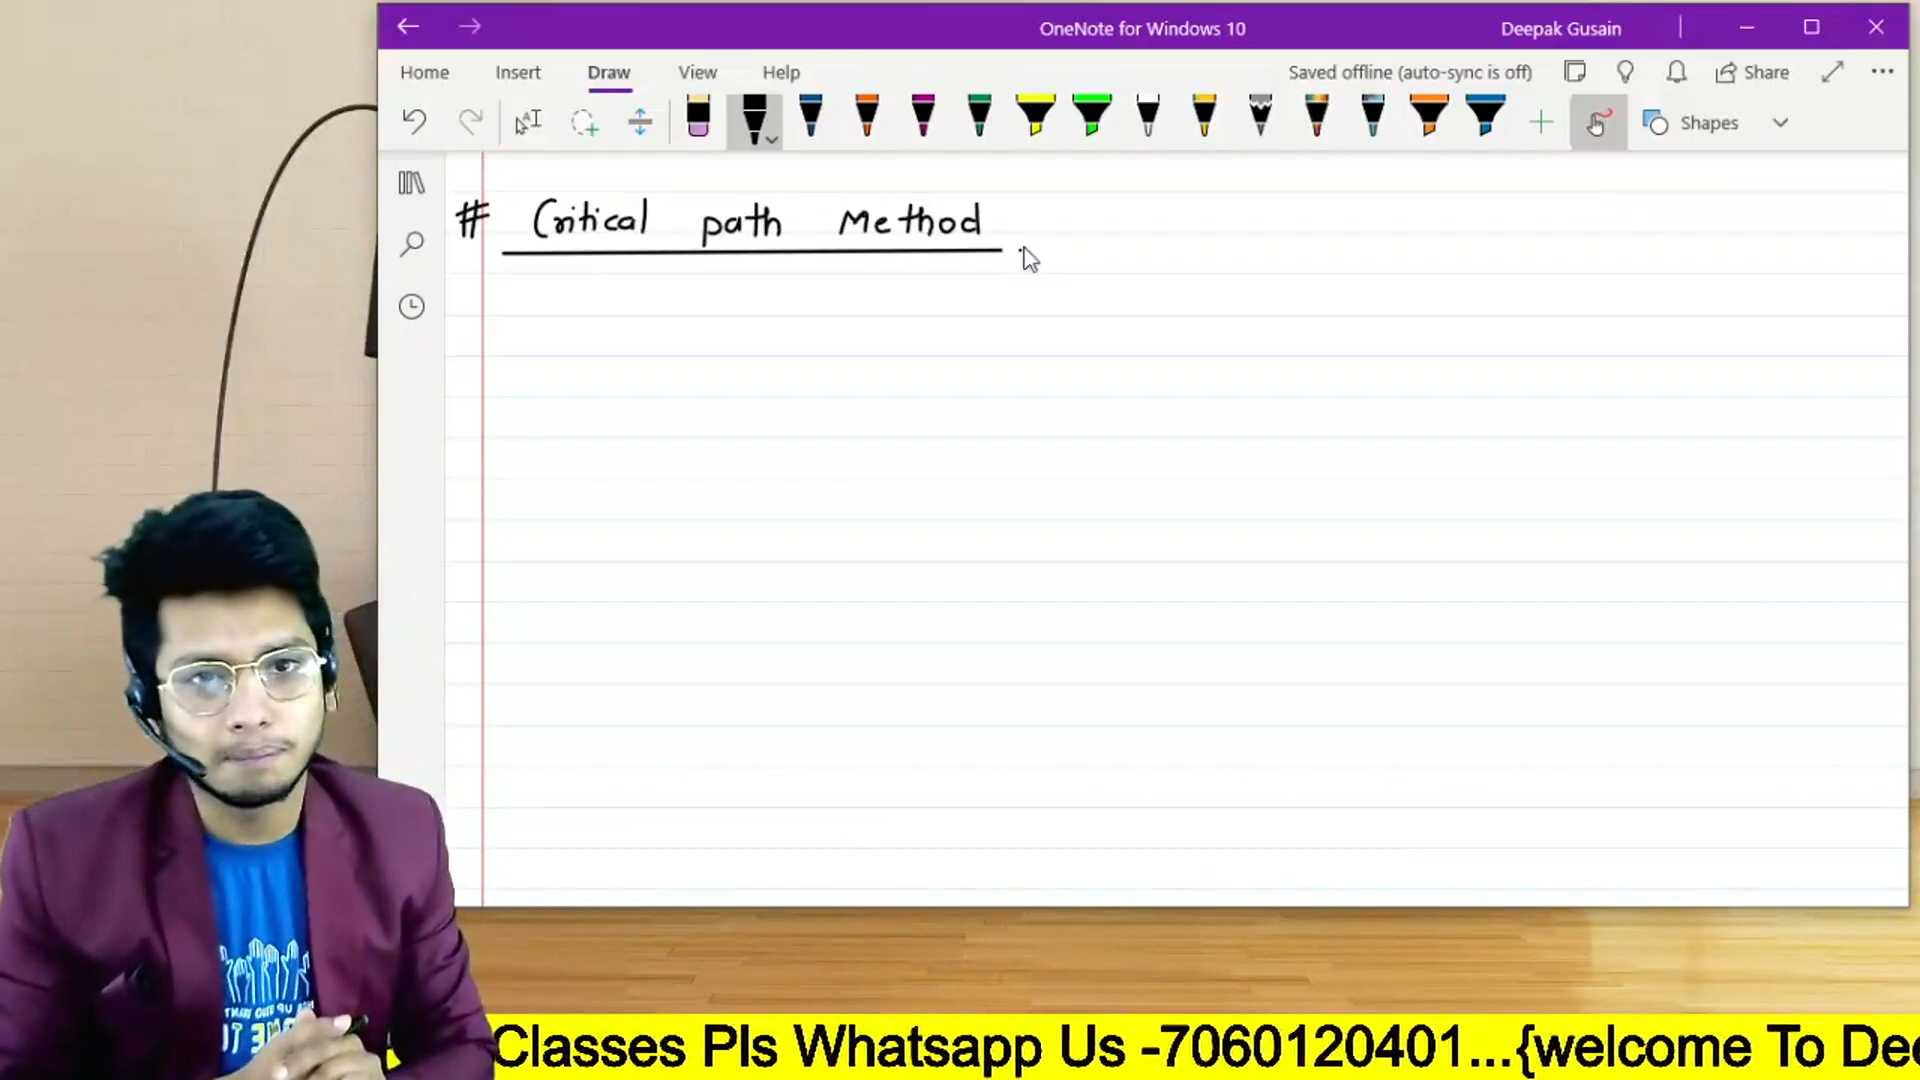 OneNote for Windows 10 Deepak Gusain
Home Insert Draw View Help Saved offline (auto-sync is off) Share
Shapes
# Critical path Method
Classes Pls Whatsapp Us -7060120401...{welcome To Dee